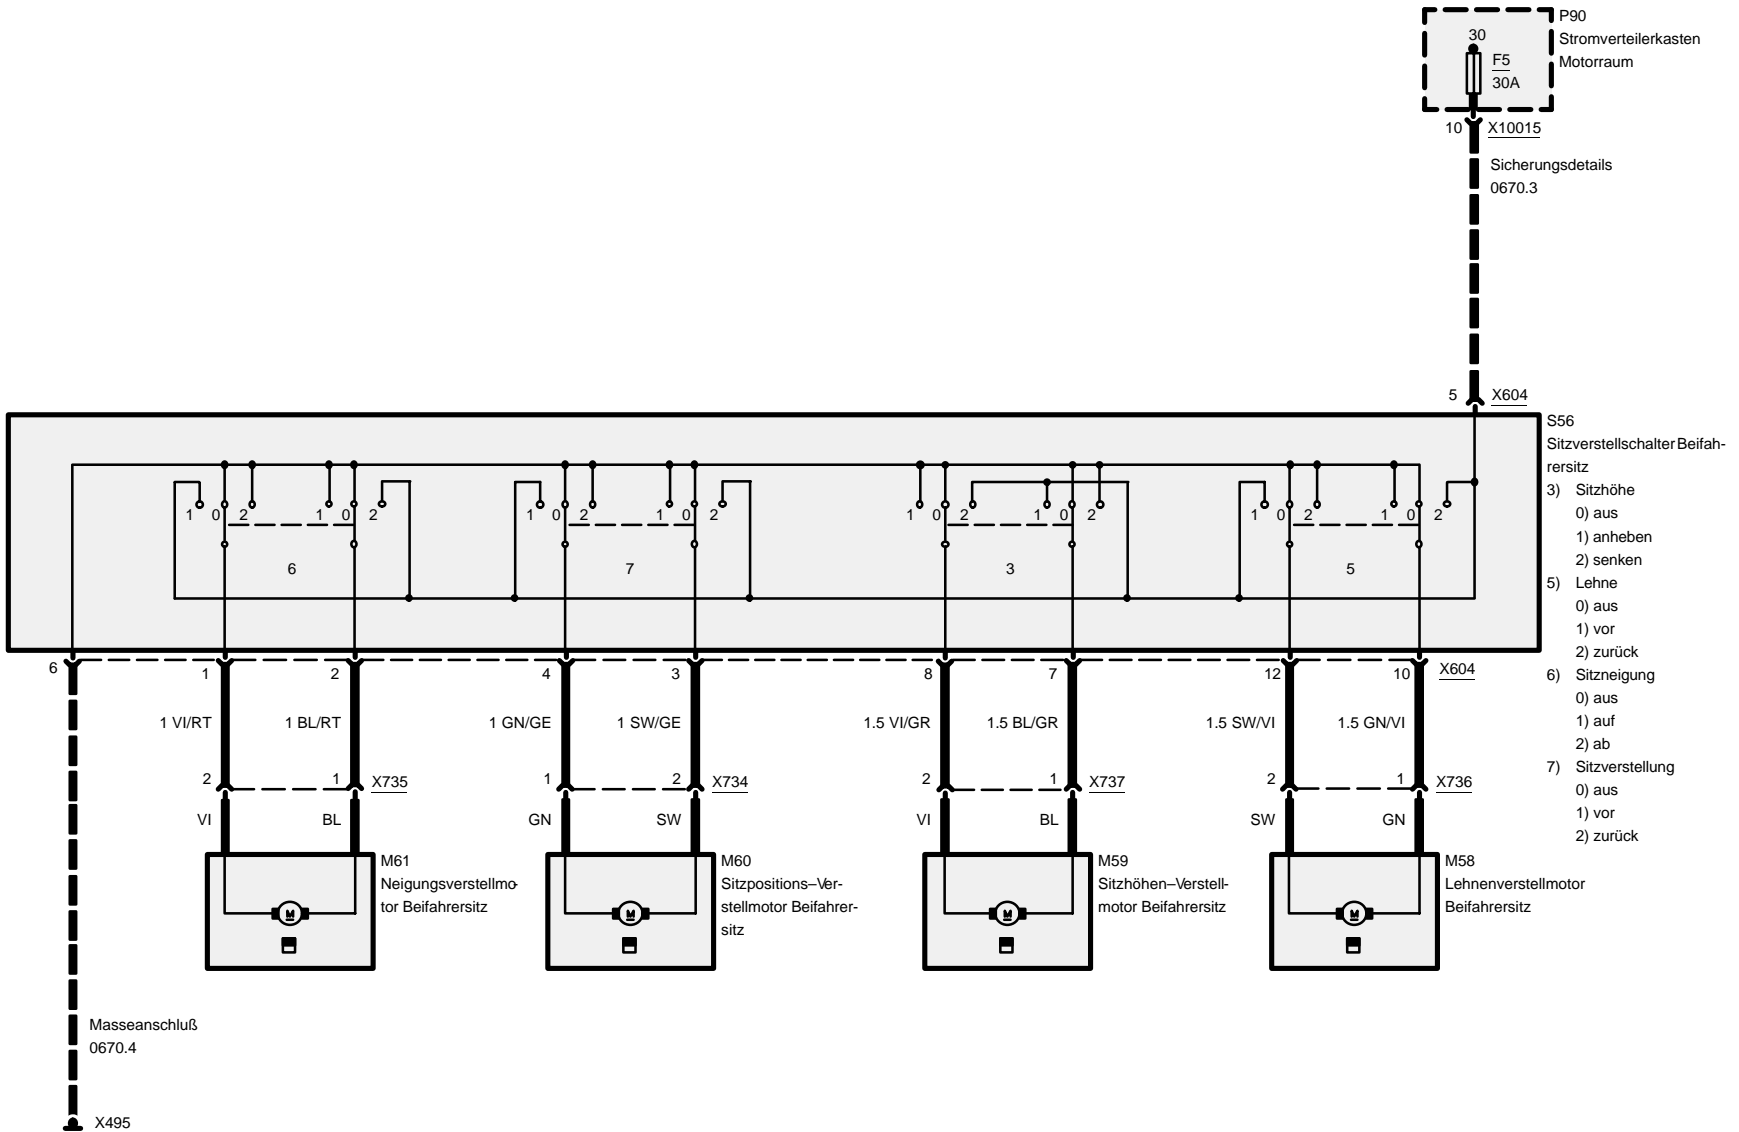 P90
Stromverteilerkasten
Motorraum
30
F5
30A
10 X10015
Sicherungsdetails
0670.3
5 X604
S56
Sitzverstellschalter Beifah-
rersitz
3) Sitzhöhe
0) aus
1) anheben
2) senken
5) Lehne
0) aus
1) vor
2) zurück
6) Sitzneigung
0) aus
1) auf
2) ab
7) Sitzverstellung
0) aus
1) vor
2) zurück
1 0 2 1 0 2 1 0 2 1 0 2 1 0 2 1 0 2 1 0 2 1 0 2
6 7 3 5
6 1 2 4 3 8 7 12 10 X604
1 VI/RT 1 BL/RT 1 GN/GE 1 SW/GE 1.5 VI/GR 1.5 BL/GR 1.5 SW/VI 1.5 GN/VI
2 1 X735 1 2 X734 2 1 X737 2 1 X736
VI BL GN SW VI BL SW GN
M61
Neigungsverstellmo-
tor Beifahrersitz
M
M60
Sitzpositions–Ver-
stellmotor Beifahrer-
sitz
M
M59
Sitzhöhen–Verstell-
motor Beifahrersitz
M
M58
Lehnenverstellmotor
Beifahrersitz
M
Masseanschluß
0670.4
X495